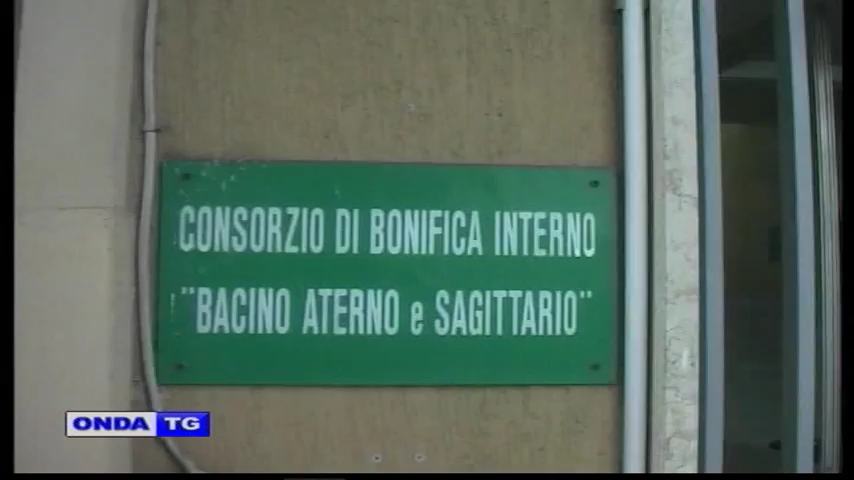 CONSORZIO DI BONIFICA INTERNO
"BACINO ATERNO e SAGITTARIO"
ONDA TG